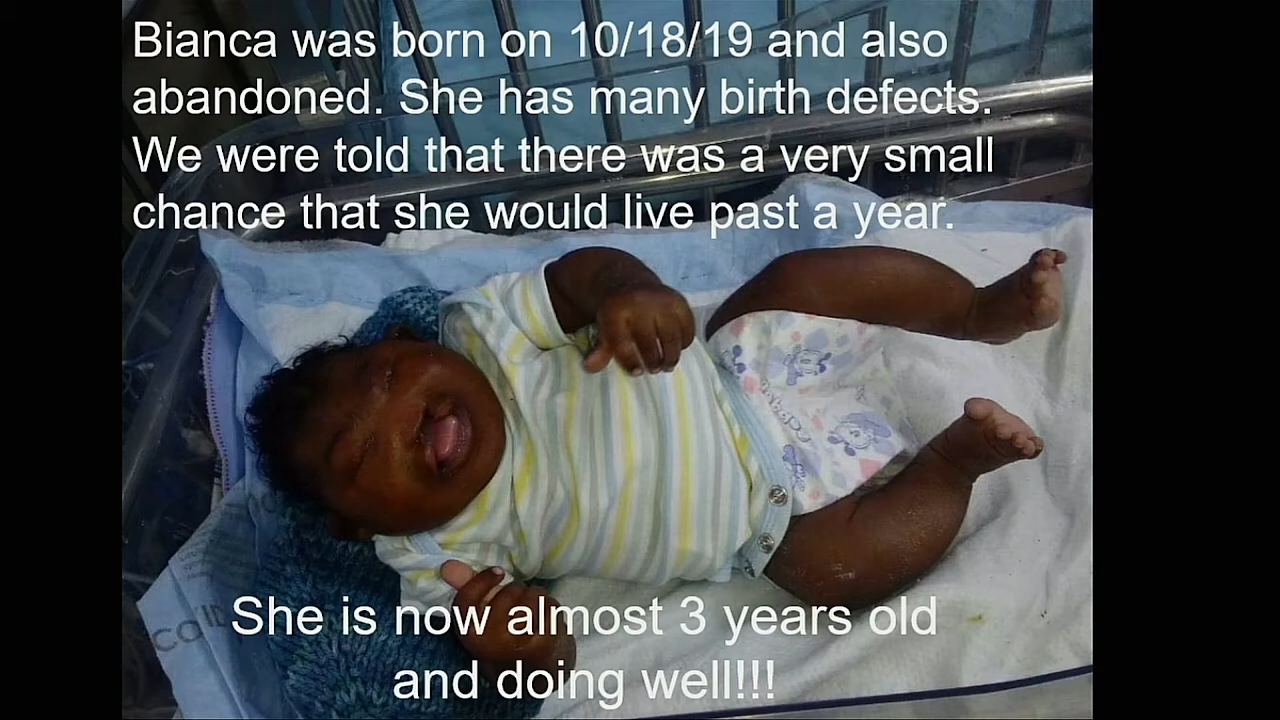 Bianca was born on 10/18/19 and also
abandoned. She has many birth defects.
We were told that there was a very small
chance that she would live past a year.
She is now almost 3 years old
and doing well!!!